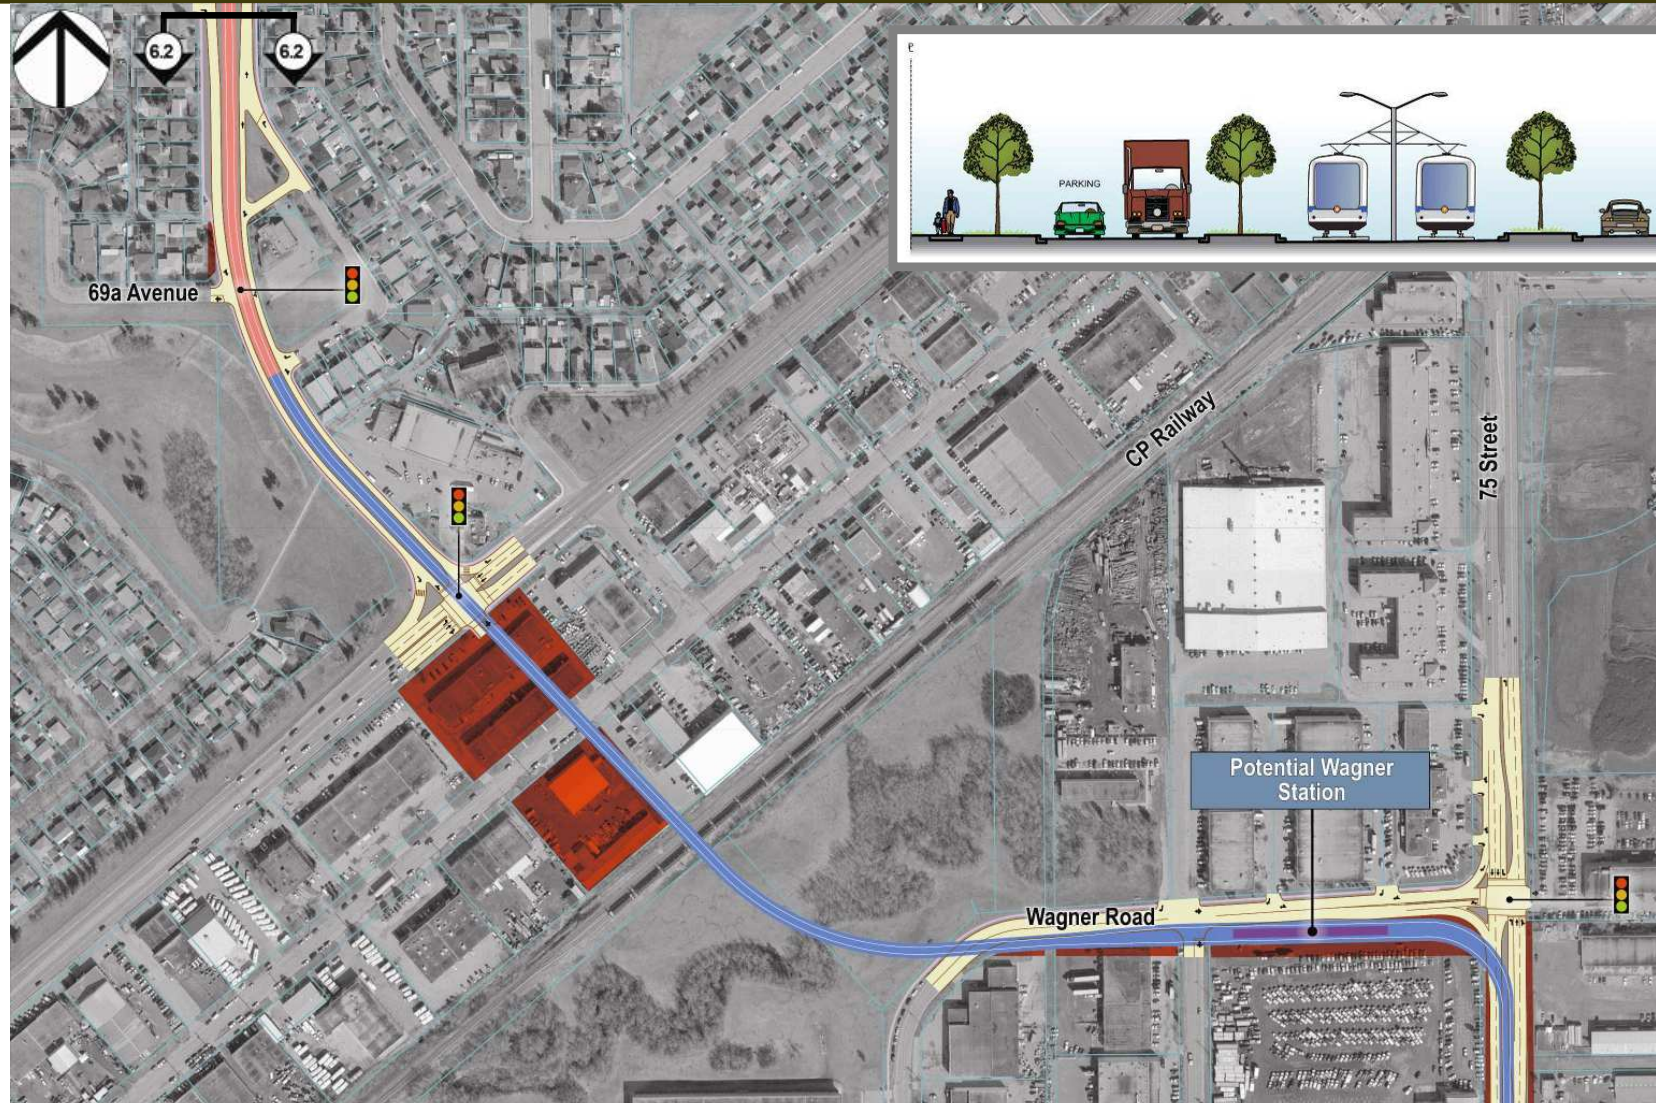 6.2
6.2
PARKING
69a Avenue
CP Railway
75 Street
Potential Wagner
Station
Wagner Road